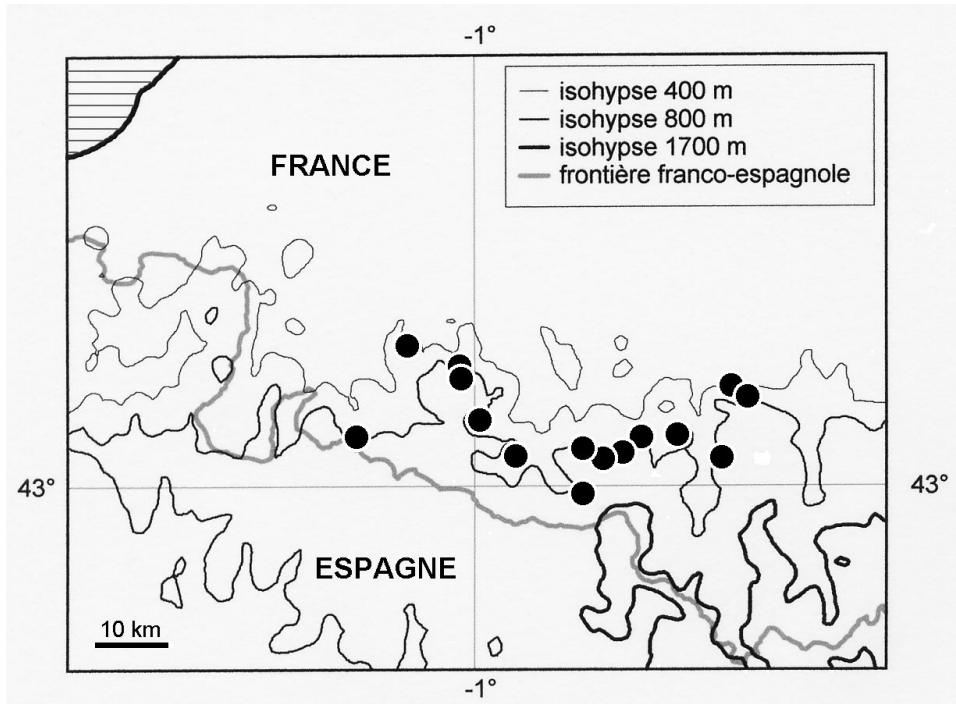 -1°
isohypse 400 m
isohypse 800 m
isohypse 1700 m
frontière franco-espagnole
FRANCE
43°
43°
ESPAGNE
10 km
-1°